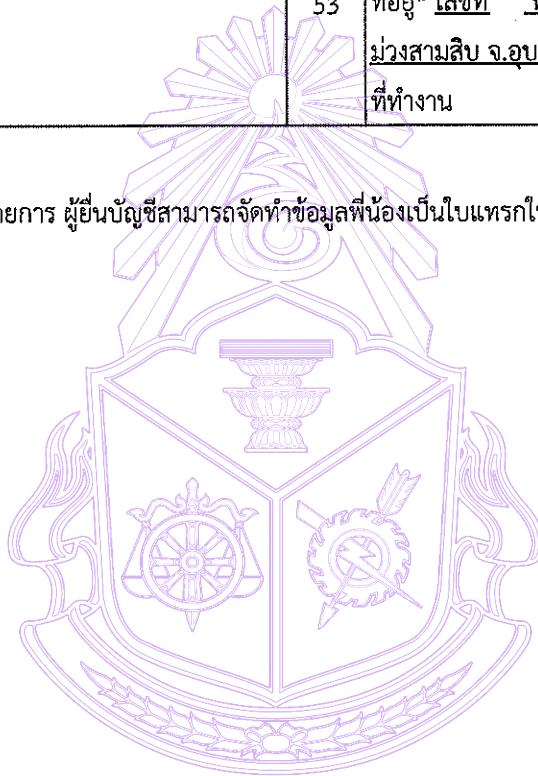 53 ที่อยู่* เลขที่
ม่วงสามสิบ จ.อุบ
ที่ทำงาน
ายการ ผู้ยื่นบัญชีสามารถจัดทำข้อมูลพี่น้องเป็นใบแทรกใ